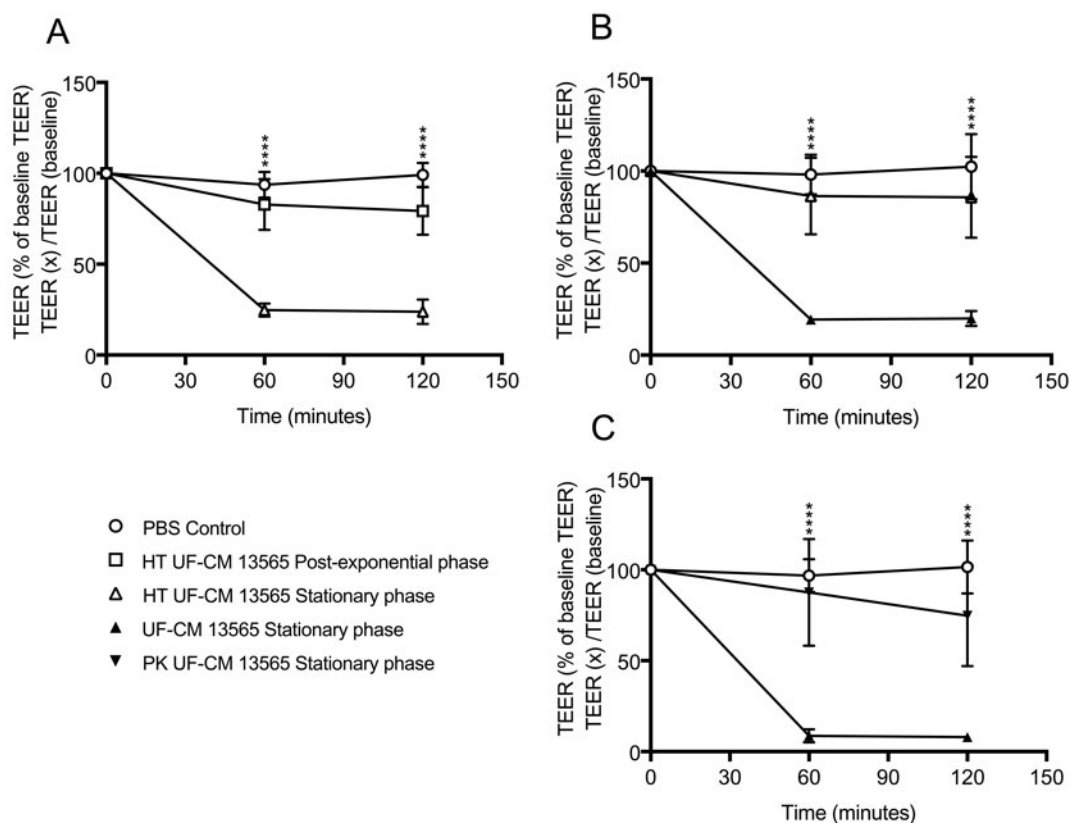 A
TEER (% of baseline TEER)
TEER (x) /TEER (baseline)
150
100
50
0
****
****
0 30 60 90 120 150
Time (minutes)
B
TEER (% of baseline TEER)
TEER (x) /TEER (baseline)
150
100
50
0
****
****
0 30 60 90 120 150
Time (minutes)
PBS Control
HT UF-CM 13565 Post-exponential phase
HT UF-CM 13565 Stationary phase
UF-CM 13565 Stationary phase
PK UF-CM 13565 Stationary phase
C
TEER (% of baseline TEER)
TEER (x) /TEER (baseline)
150
100
50
0
****
****
0 30 60 90 120 150
Time (minutes)